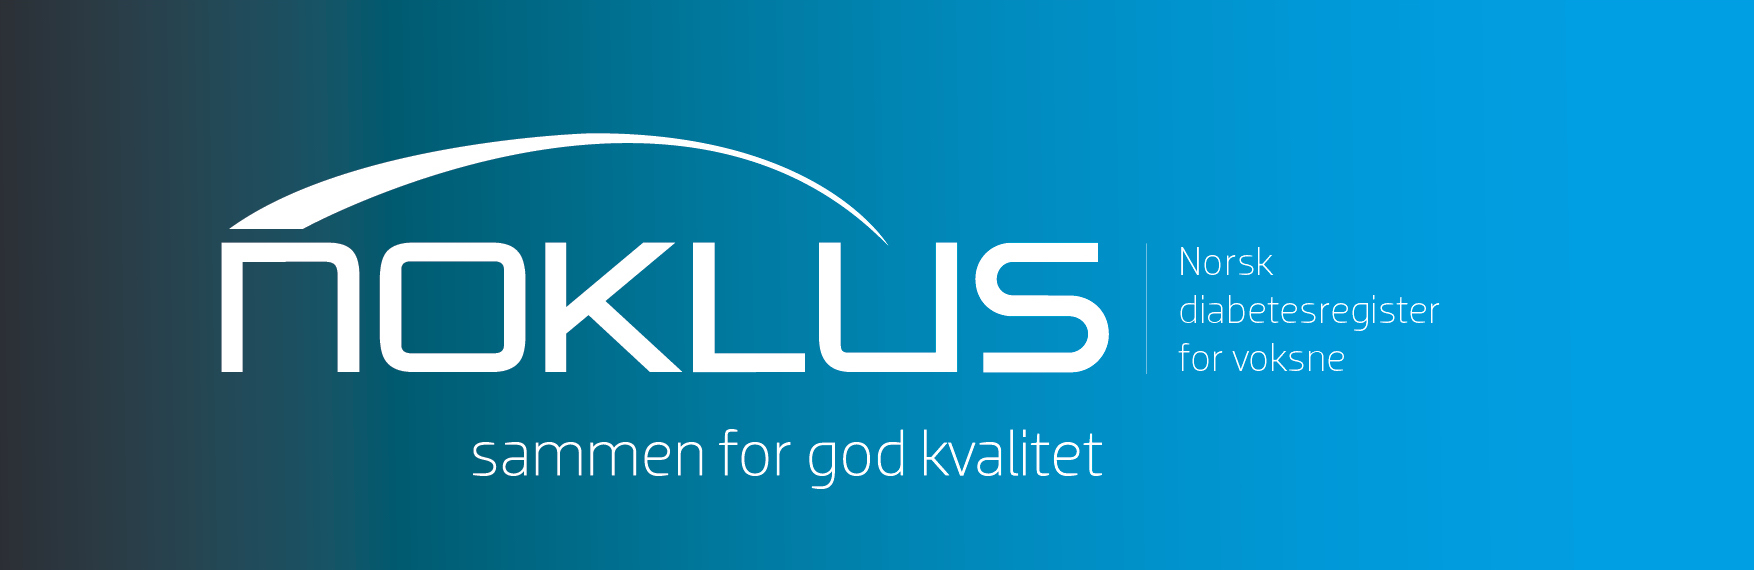 NOKLUS
Norsk
diabetesregister
for voksne
sammen for god kvalitet